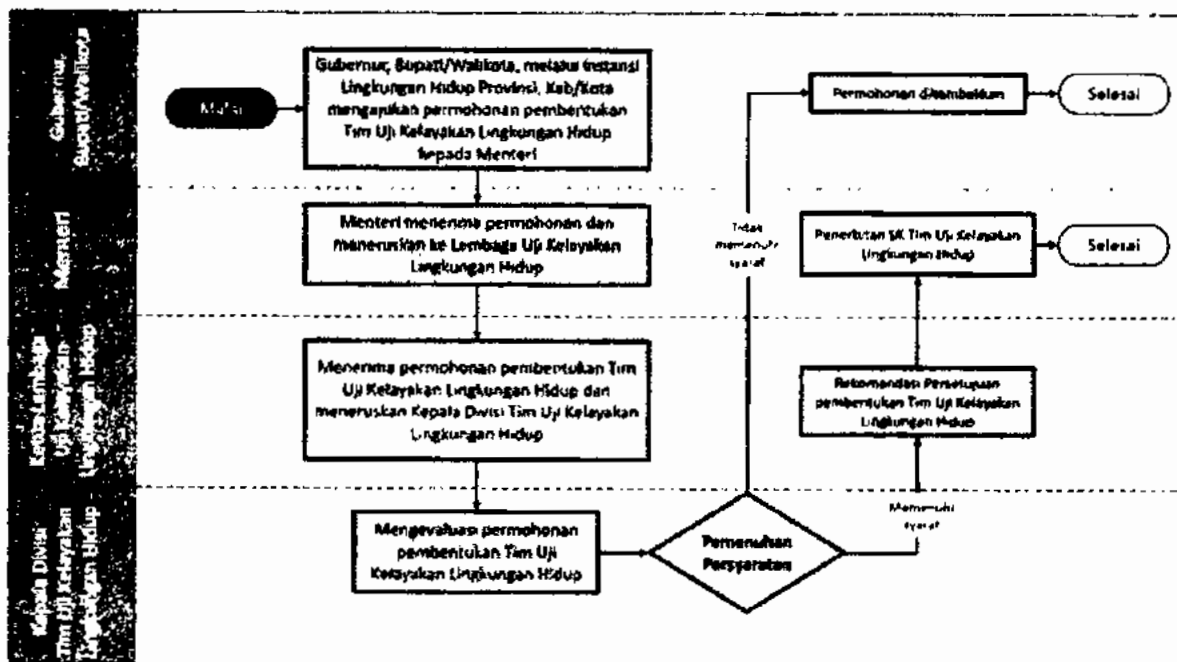 Gubernur,
Bupati/Walikota
Mulai
Gubernur, Bupati/Walikota, melalui Instansi
Lingkungan Hidup Provinsi, Kab/Kota
mengajukan permohonan pembentukan
Tim Uji Kelayakan Lingkungan Hidup
kepada Menteri
Permohonan dikembalikan
Selesai
Menteri
Menteri menerima permohonan dan
meneruskan ke Lembaga Uji Kelayakan
Lingkungan Hidup
Tidak
memenuhi
syarat
Penerbitan SK Tim Uji Kelayakan
Lingkungan Hidup
Selesai
Kepala Lembaga
Uji Kelayakan
Lingkungan Hidup
Menerima permohonan pembentukan Tim
Uji Kelayakan Lingkungan Hidup dan
meneruskan Kepala Divisi Tim Uji Kelayakan
Lingkungan Hidup
Rekomendasi Persetujuan
pembentukan Tim Uji Kelayakan
Lingkungan Hidup
Kepala Divisi
Tim Uji Kelayakan
Lingkungan Hidup
Mengevaluasi permohonan
pembentukan Tim Uji
Kelayakan Lingkungan Hidup
Pemenuhan
Persyaratan
Memenuhi
syarat